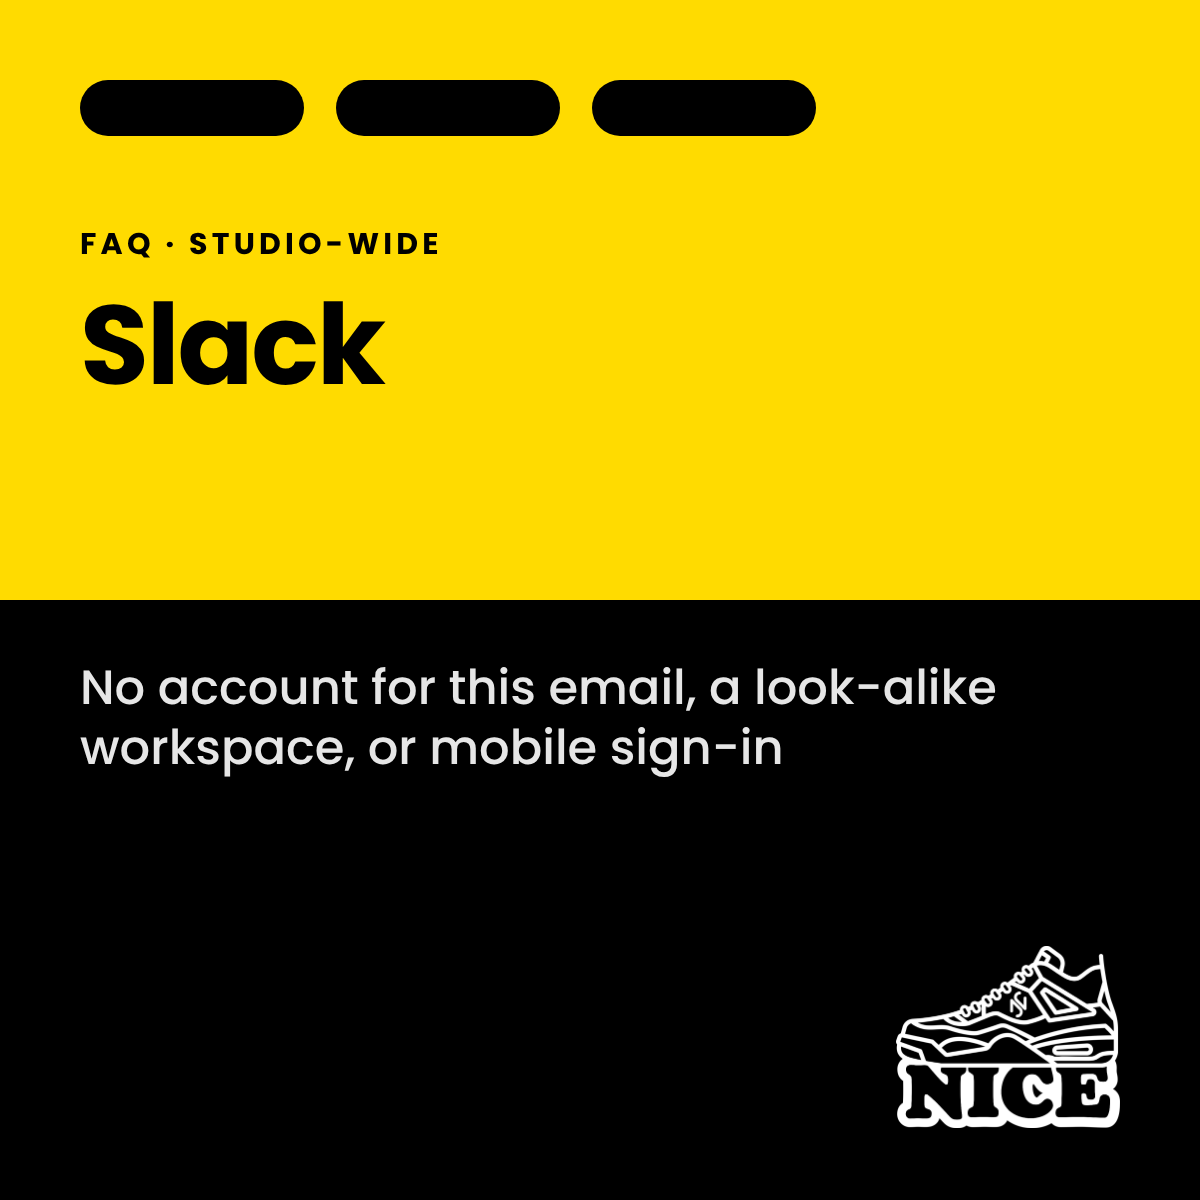 FAQ · STUDIO-WIDE
Slack
No account for this email, a look-alike
workspace, or mobile sign-in
NICE